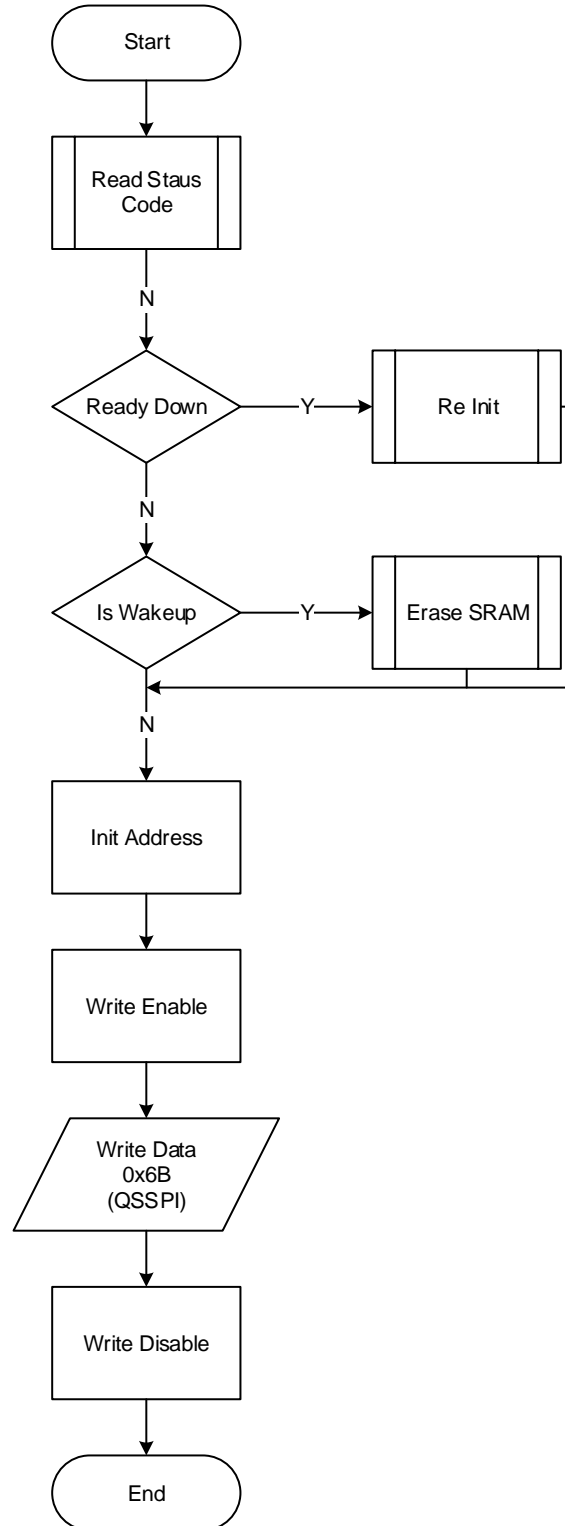 Start
Read Staus
Code
N
Ready Down
Y
Re Init
N
Is Wakeup
Y
Erase SRAM
N
Init Address
Write Enable
Write Data
0x6B
(QSSPI)
Write Disable
End